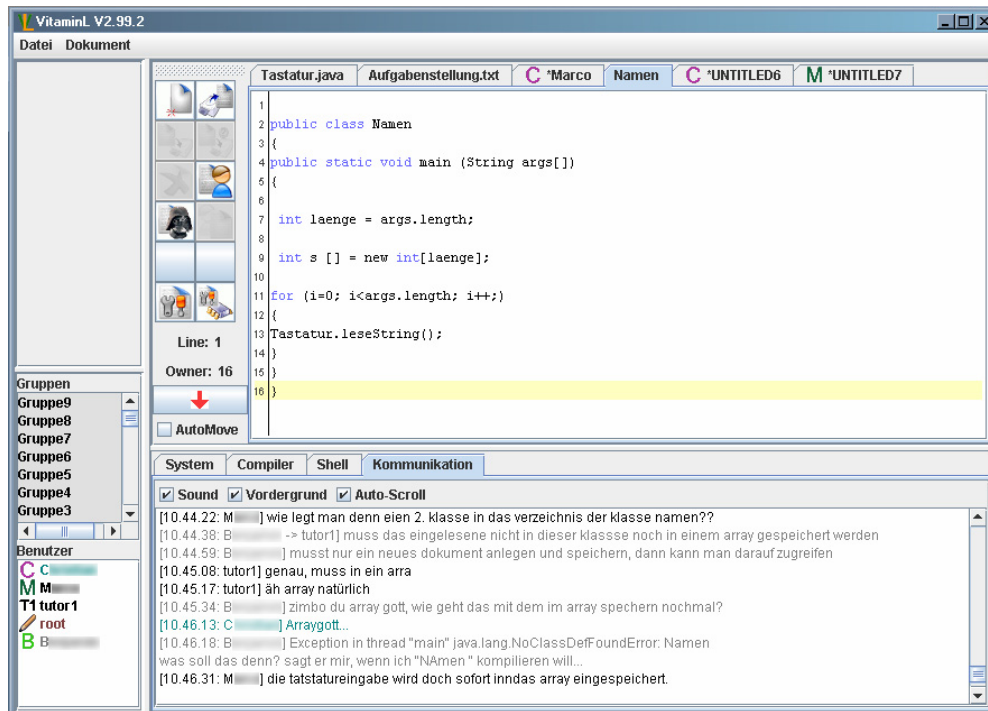 VitaminL V2.99.2
Datei Dokument
Tastatur.java Aufgabenstellung.txt C *Marco Namen C *UNTITLED6 M *UNTITLED7
1
2 public class Namen
3 {
4 public static void main (String args[])
5 {
6
7 int laenge = args.length;
8
9 int s [] = new int[laenge];
10
11 for (i=0; i<args.length; i++;)
12 {
13 Tastatur.leseString();
14 }
15 }
16 }
Line: 1
Owner: 16
AutoMove
Gruppen
Gruppe9
Gruppe8
Gruppe7
Gruppe6
Gruppe5
Gruppe4
Gruppe3
Benutzer
C C
M M
T1 tutor1
root
B B
System Compiler Shell Kommunikation
Sound Vordergrund Auto-Scroll
[10.44.22: M ] wie legt man denn eien 2. klasse in das verzeichnis der klasse namen??
[10.44.38: B -> tutor1] muss das eingelesene nicht in dieser klassse noch in einem array gespeichert werden
[10.44.59: B ] musst nur ein neues dokument anlegen und speichern, dann kann man darauf zugreifen
[10.45.08: tutor1] genau, muss in ein arra
[10.45.17: tutor1] äh array natürlich
[10.45.34: B ] zimbo du array gott, wie geht das mit dem im array spechern nochmal?
[10.46.13: C ] Arraygott...
[10.46.18: B ] Exception in thread "main" java.lang.NoClassDefFoundError: Namen
was soll das denn? sagt er mir, wenn ich "NAmen " kompilieren will...
[10.46.31: M ] die tatstatureingabe wird doch sofort inndas array eingespeichert.